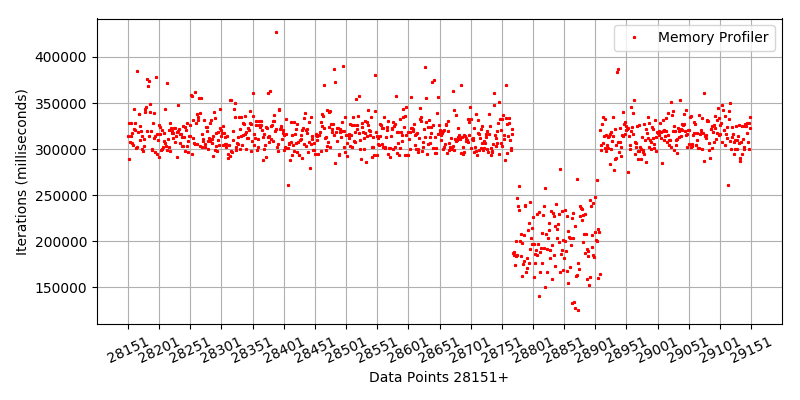 Memory Profiler
400000
350000
300000
250000
200000
150000
Iterations (milliseconds)
28151 28201 28251 28301 28351 28401 28451 28501 28551 28601 28651 28701 28751 28801 28851 28901 28951 29001 29051 29101 29151
Data Points 28151+